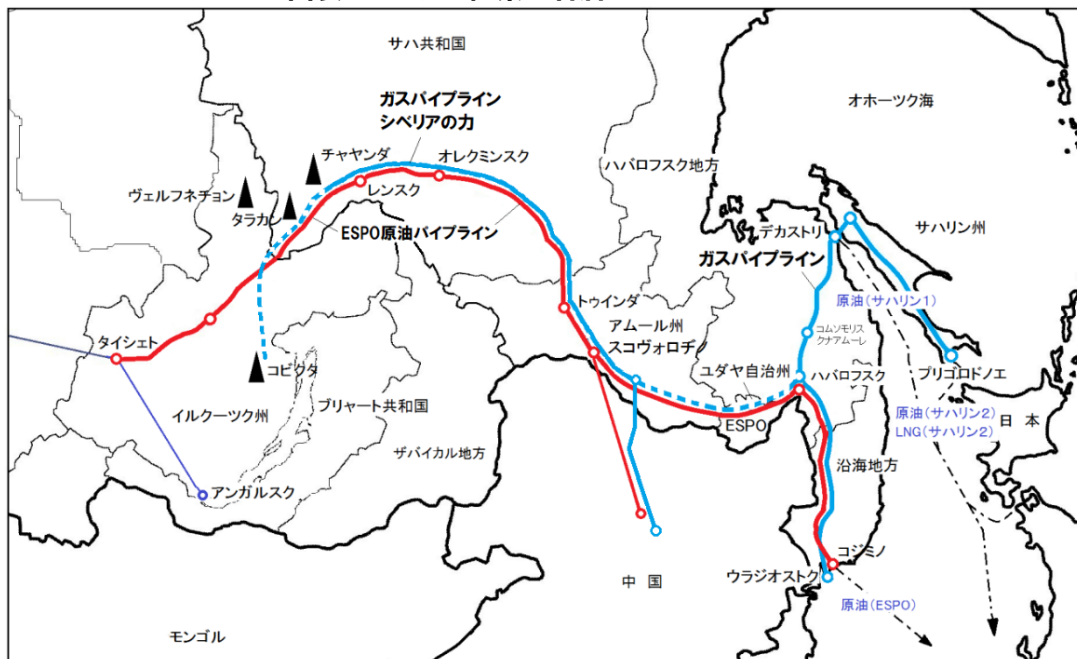 サハ共和国
オホーツク海
ガスパイプライン
シベリアの力
チャヤンダ
オレクミンスク
ハバロフスク地方
ヴェルフネチョン
レンスク
タラカン
サハリン州
ESPO原油パイプライン
デカストリ
ガスパイプライン
原油(サハリン1)
トゥインダ
アムール州
スコヴォロヂ
コムソモリス
クナアムーレ
タイシェト
コビクタ
ユダヤ自治州
ハバロフスク
プリゴロドノエ
イルクーツク州
ブリャート共和国
ESPO
原油(サハリン2)
LNG(サハリン2)
日本
ザバイカル地方
沿海地方
アンガルスク
コジミノ
ウラジオストク
中国
原油(ESPO)
モンゴル